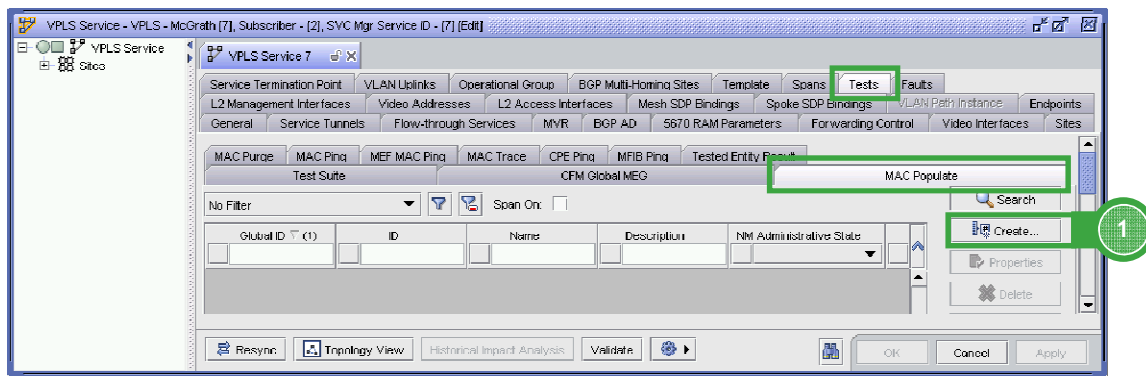 VPLS Service - VPLS - McGrath [7], Subscriber - [2], SVC Mgr Service ID - [7] [Edit]
VPLS Service
Sites
VPLS Service 7
Service Termination Point VLAN Uplinks Operational Group BGP Multi-Homing Sites Template Spans Tests Faults
L2 Management Interfaces Video Addresses L2 Access Interfaces Mesh SDP Bindings Spoke SDP Bindings VLAN Path Instance Endpoints
General Service Tunnels Flow-through Services MVR BGP AD 5670 RAM Parameters Forwarding Control Video Interfaces Sites
MAC Purge MAC Ping MEF MAC Ping MAC Trace CPE Ping MFIB Ping Tested Entity Result
Test Suite CFM Global MEG MAC Populate
No Filter Span On: Search
Global ID (1) ID Name Description NM Administrative State Create... 1
Properties
Delete
Resync Topology View Historical Impact Analysis Validate OK Cancel Apply